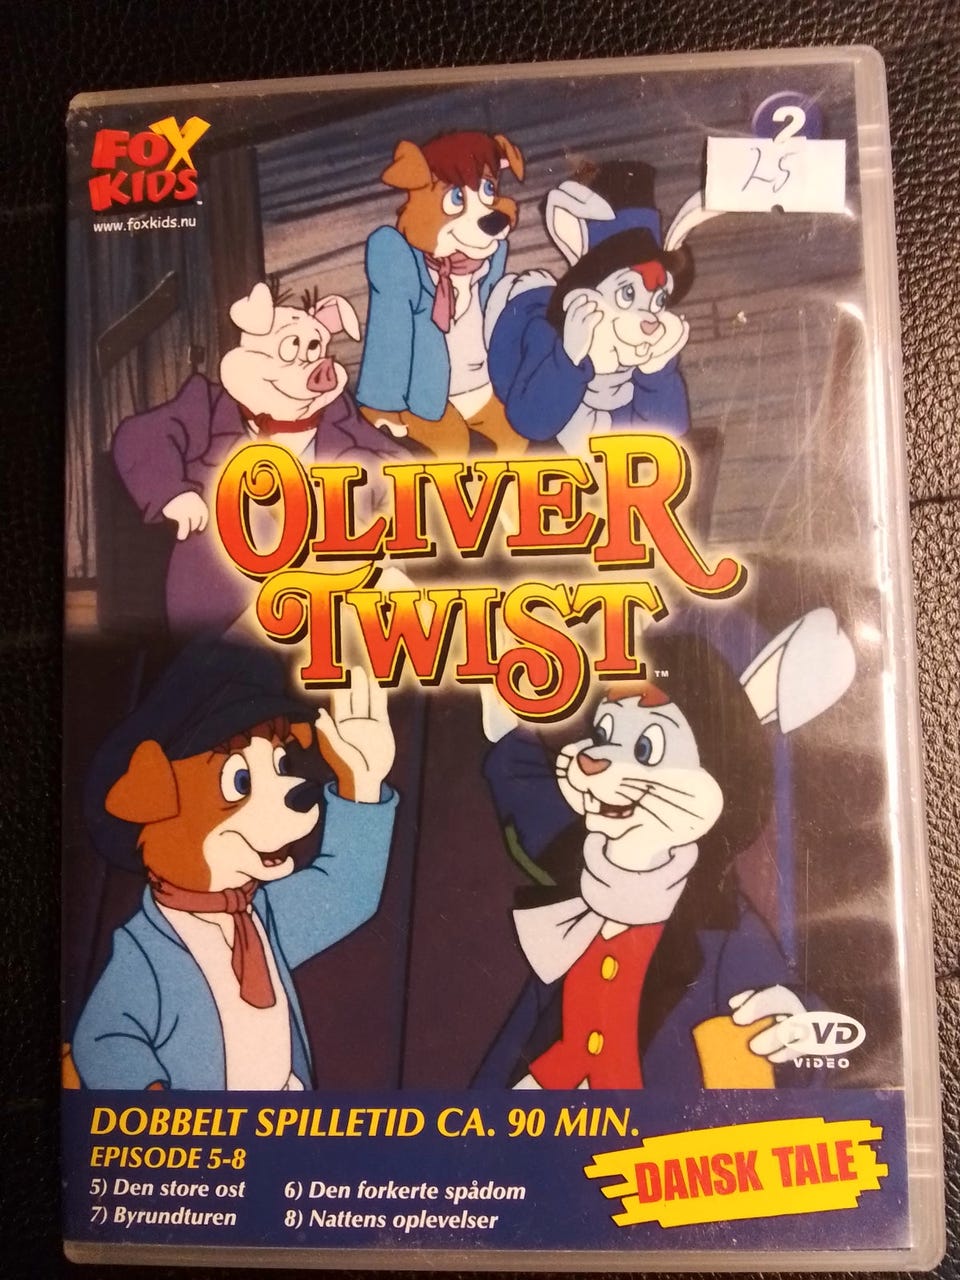 FOX
KIDS
www.foxkids.nu
2
25
OLIVER
TWIST
TM
DVD
VIDEO
DOBBELT SPILLETID CA. 90 MIN.
EPISODE 5-8
5) Den store ost 6) Den forkerte spådom
7) Byrundturen 8) Nattens oplevelser
DANSK TALE